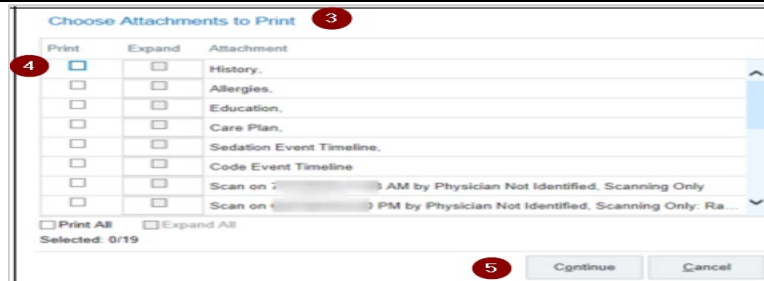 Choose Attachments to Print 3
Print Expand Attachment
4 History,
Allergies,
Education,
Care Plan,
Sedation Event Timeline,
Code Event Timeline
Scan on AM by Physician Not Identified, Scanning Only
Scan on PM by Physician Not Identified, Scanning Only: Ra...
Print All Expand All
Selected: 0/19
5 Continue Cancel